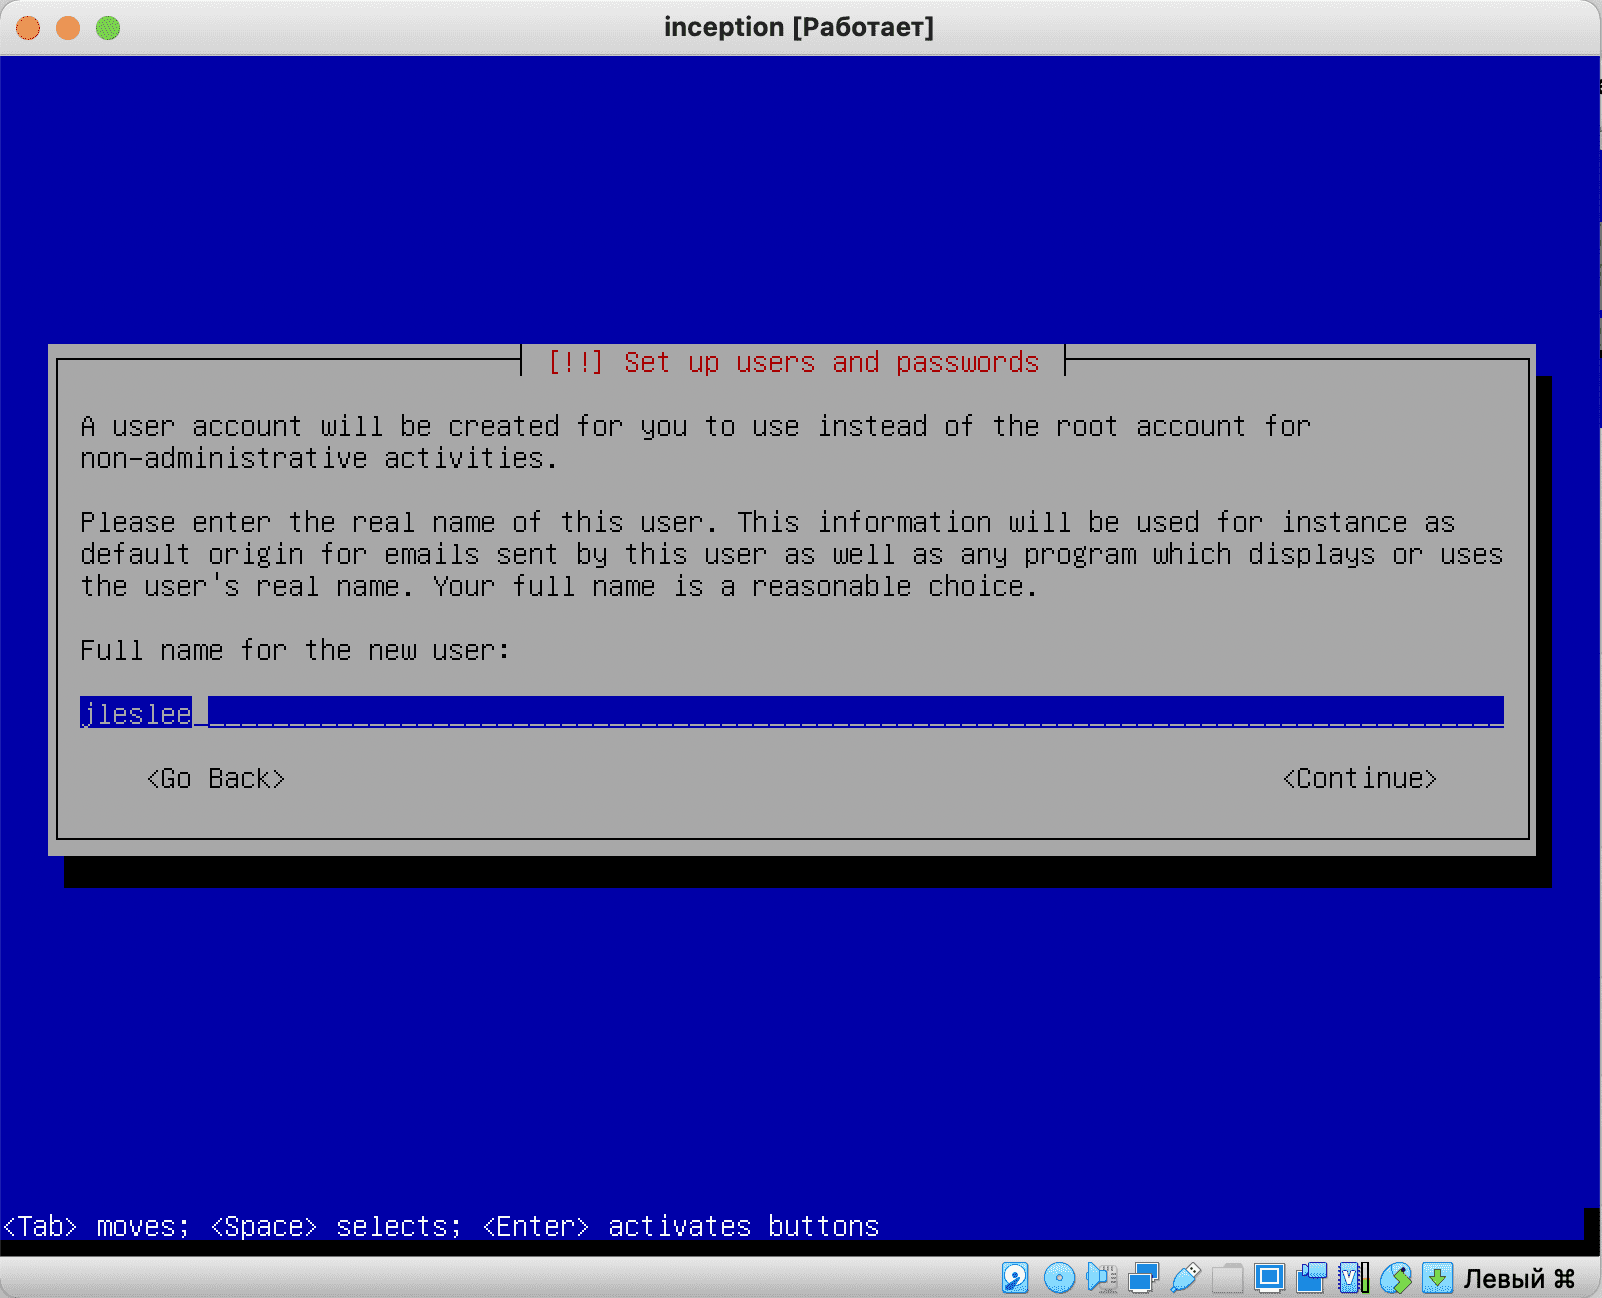 inception [Работает]
[!!] Set up users and passwords
A user account will be created for you to use instead of the root account for
non-administrative activities.
Please enter the real name of this user. This information will be used for instance as
default origin for emails sent by this user as well as any program which displays or uses
the user's real name. Your full name is a reasonable choice.
Full name for the new user:
jleslee
<Go Back> <Continue>
<Tab> moves; <Space> selects; <Enter> activates buttons
Левый ⌘